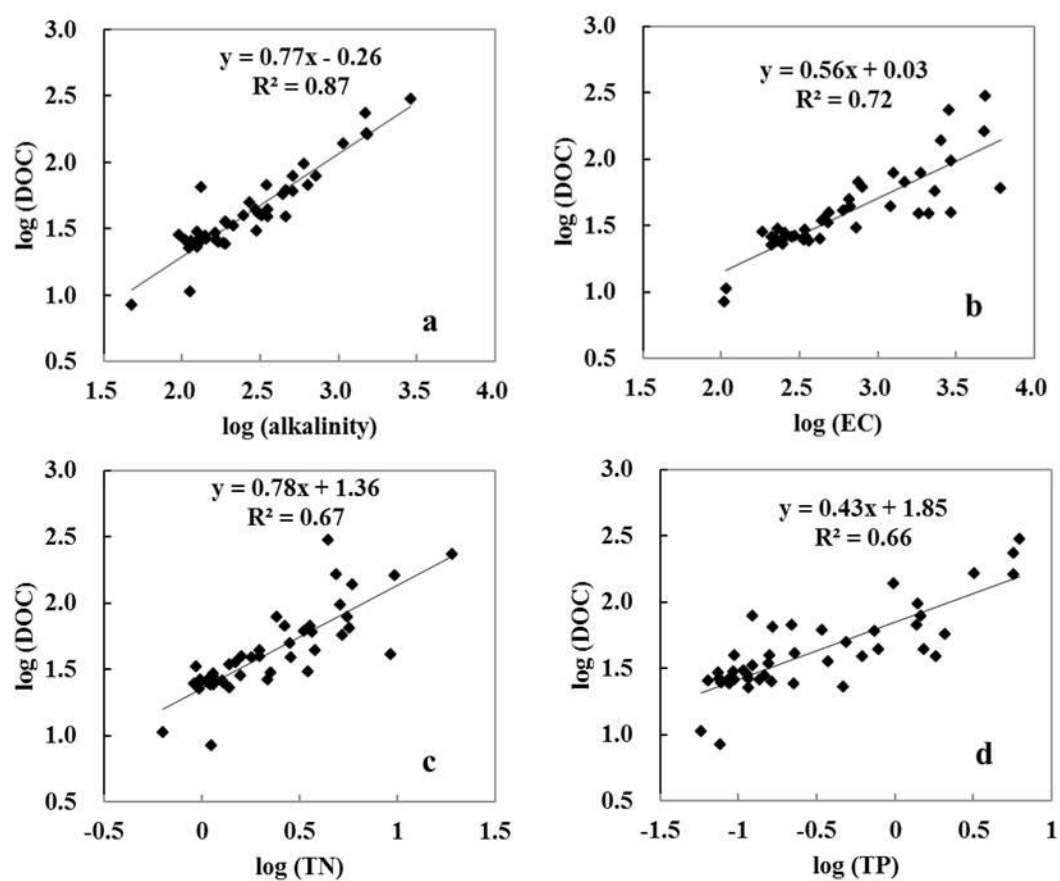 3.0
y = 0.77x - 0.26
R² = 0.87
2.5
2.0
1.5
1.0
0.5
log (DOC)
a
1.5 2.0 2.5 3.0 3.5 4.0
log (alkalinity)
3.0
y = 0.56x + 0.03
R² = 0.72
2.5
2.0
1.5
1.0
0.5
log (DOC)
b
1.5 2.0 2.5 3.0 3.5 4.0
log (EC)
3.0
y = 0.78x + 1.36
R² = 0.67
2.5
2.0
1.5
1.0
0.5
log (DOC)
c
-0.5 0 0.5 1 1.5
log (TN)
3.0
y = 0.43x + 1.85
R² = 0.66
2.5
2.0
1.5
1.0
0.5
log (DOC)
d
-1.5 -1 -0.5 0 0.5 1
log (TP)